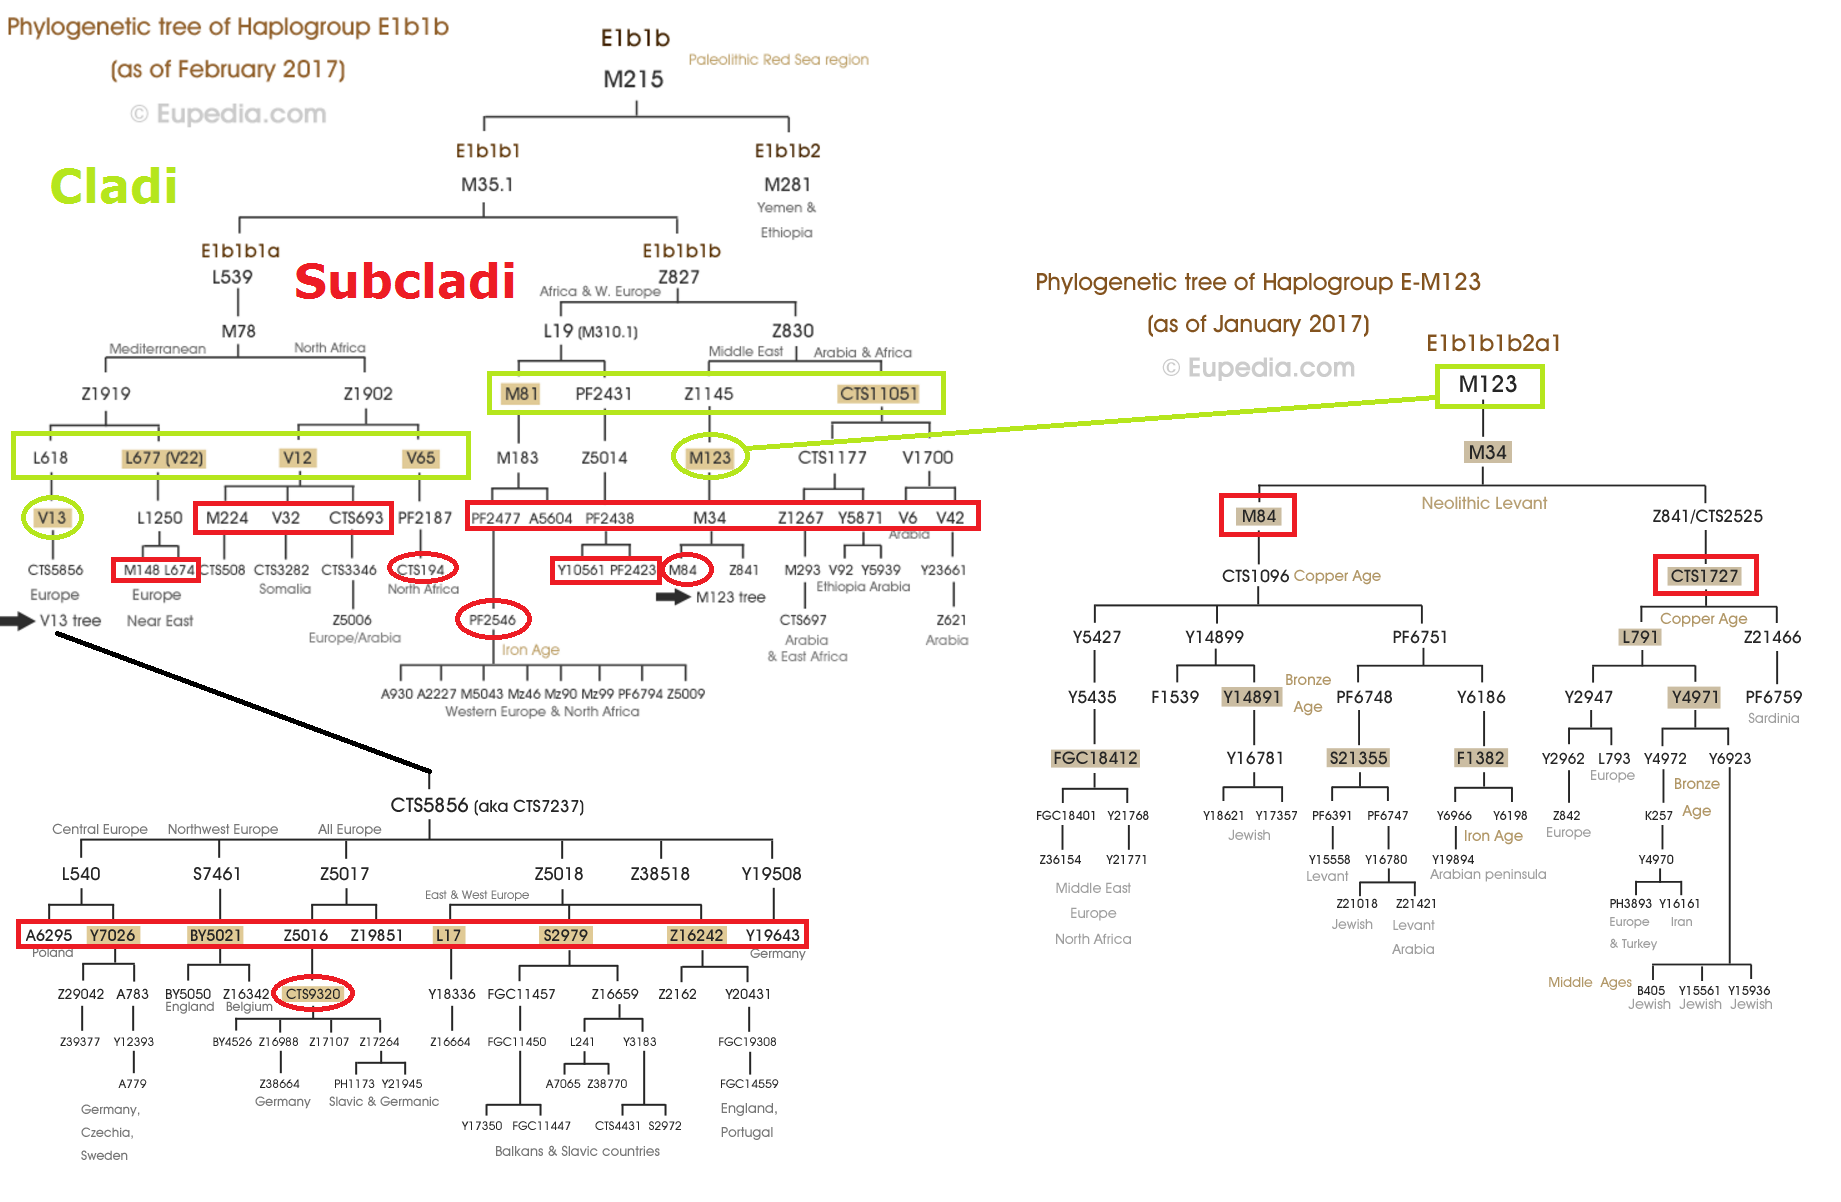 Phylogenetic tree of Haplogroup E1b1b
(as of February 2017)
© Eupedia.com
E1b1b
M215
Paleolithic Red Sea region
E1b1b1
M35.1
E1b1b2
M281
Yemen &
Ethiopia
Cladi
Subcladi
E1b1b1a
L539
E1b1b1b
Z827
Africa & W. Europe
M78
L19 (M310.1)
Z830
Mediterranean
North Africa
Middle East
Arabia & Africa
Z1919
Z1902
M81
PF2431
Z1145
CTS11051
L618
L677 (V22)
V12
V65
M183
Z5014
M123
CTS1177
V1700
V13
L1250
M224
V32
CTS693
PF2187
PF2477
A5604
PF2438
M34
Z1267
Y5871
V6
V42
Arabia
CTS5856
M148
L674
CTS508
CTS3282
CTS3346
CTS194
Y10561
PF2423
M84
Z841
M293
V92
Y5939
Y23661
Europe
Europe
Somalia
North Africa
Ethiopia Arabia
M123 tree
V13 tree
Near East
Z5006
PF2546
CTS697
Z621
Europe/Arabia
Arabia
& East Africa
Arabia
Iron Age
A930
A2227
M5043
Mz46
Mz90
Mz99
PF6794
Z5009
Western Europe & North Africa
CTS5856 (aka CTS7237)
Central Europe
Northwest Europe
All Europe
L540
S7461
Z5017
Z5018
Z38518
Y19508
East & West Europe
A6295
Y7026
BY5021
Z5016
Z19851
L17
S2979
Z16242
Y19643
Poland
Germany
Z29042
A783
BY5050
Z16342
CTS9320
Y18336
FGC11457
Z16659
Z2162
Y20431
England
Belgium
Z39377
Y12393
BY4526
Z16988
Z17107
Z17264
Z16664
FGC11450
L241
Y3183
FGC19308
A779
Z38664
PH1173
Y21945
A7065
Z38770
FGC14559
Germany
Slavic & Germanic
Germany,
Czechia,
Sweden
Y17350
FGC11447
CTS4431
S2972
England,
Portugal
Balkans & Slavic countries
Phylogenetic tree of Haplogroup E-M123
(as of January 2017)
© Eupedia.com
E1b1b1b2a1
M123
M34
Neolithic Levant
M84
Z841/CTS2525
CTS1096
Copper Age
CTS1727
Copper Age
Y5427
Y14899
PF6751
L791
Z21466
Y5435
F1539
Y14891
Bronze
Age
PF6748
Y6186
Y2947
Y4971
PF6759
Sardinia
FGC18412
Y16781
S21355
F1382
Y2962
L793
Y4972
Y6923
Europe
Bronze
Age
FGC18401
Y21768
Y18621
Y17357
PF6391
PF6747
Y6966
Y6198
Z842
K257
Jewish
Iron Age
Europe
Z36154
Y21771
Y15558
Y16780
Y19894
Y4970
Levant
Arabian peninsula
Middle East
Europe
North Africa
Z21018
Z21421
PH3893
Y16161
Jewish
Levant
Arabia
Europe
& Turkey
Iran
Middle Ages
B405
Y15561
Y15936
Jewish
Jewish
Jewish